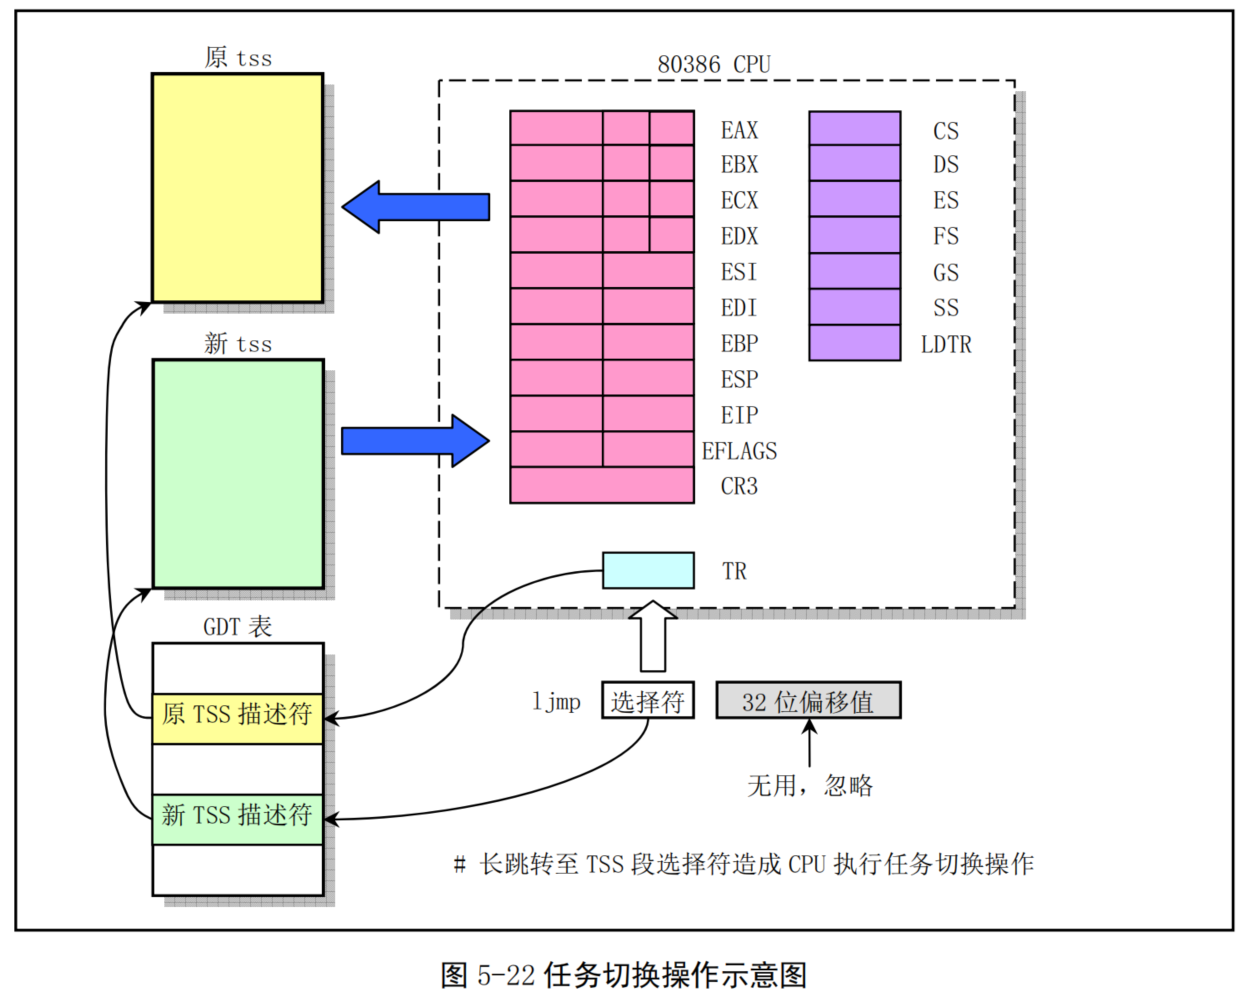 原 tss
80386 CPU
EAX
EBX
ECX
EDX
ESI
EDI
EBP
ESP
EIP
EFLAGS
CR3
CS
DS
ES
FS
GS
SS
LDTR
新 tss
TR
GDT 表
原 TSS 描述符
新 TSS 描述符
ljmp 选择符 32 位偏移值
无用，忽略
# 长跳转至 TSS 段选择符造成 CPU 执行任务切换操作
图 5-22 任务切换操作示意图